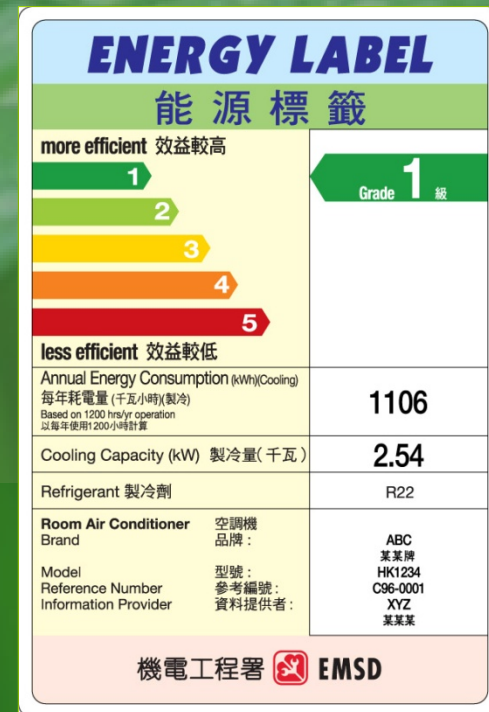 ENERGY LABEL
能源標籤
more efficient 效益較高
1
2
3
4
5
less efficient 效益較低
Grade 1 級
Annual Energy Consumption (kWh)(Cooling)
每年耗電量 (千瓦小時)(製冷)
Based on 1200 hrs/yr operation
以每年使用1200小時計算
1106
Cooling Capacity (kW) 製冷量(千瓦)
2.54
Refrigerant 製冷劑
R22
Room Air Conditioner 空調機
Brand 品牌 : ABC
某某牌
Model 型號 : HK1234
Reference Number 參考編號 : C96-0001
Information Provider 資料提供者 : XYZ
某某某
機電工程署 EMSD